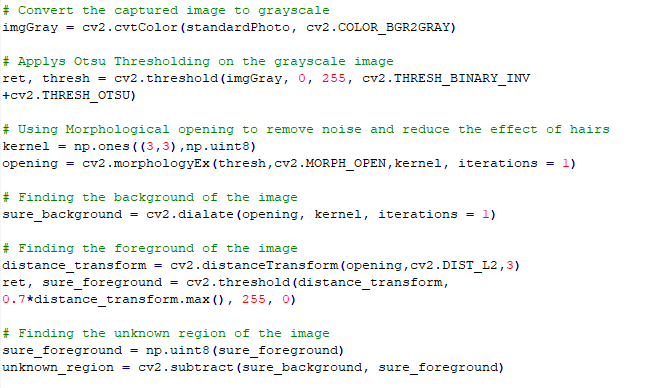 # Convert the captured image to grayscale
imgGray = cv2.cvtColor(standardPhoto, cv2.COLOR_BGR2GRAY)
# Applys Otsu Thresholding on the grayscale image
ret, thresh = cv2.threshold(imgGray, 0, 255, cv2.THRESH_BINARY_INV
+cv2.THRESH_OTSU)
# Using Morphological opening to remove noise and reduce the effect of hairs
kernel = np.ones((3,3),np.uint8)
opening = cv2.morphologyEx(thresh,cv2.MORPH_OPEN,kernel, iterations = 1)
# Finding the background of the image
sure_background = cv2.dialate(opening, kernel, iterations = 1)
# Finding the foreground of the image
distance_transform = cv2.distanceTransform(opening,cv2.DIST_L2,3)
ret, sure_foreground = cv2.threshold(distance_transform,
0.7*distance_transform.max(), 255, 0)
# Finding the unknown region of the image
sure_foreground = np.uint8(sure_foreground)
unknown_region = cv2.subtract(sure_background, sure_foreground)